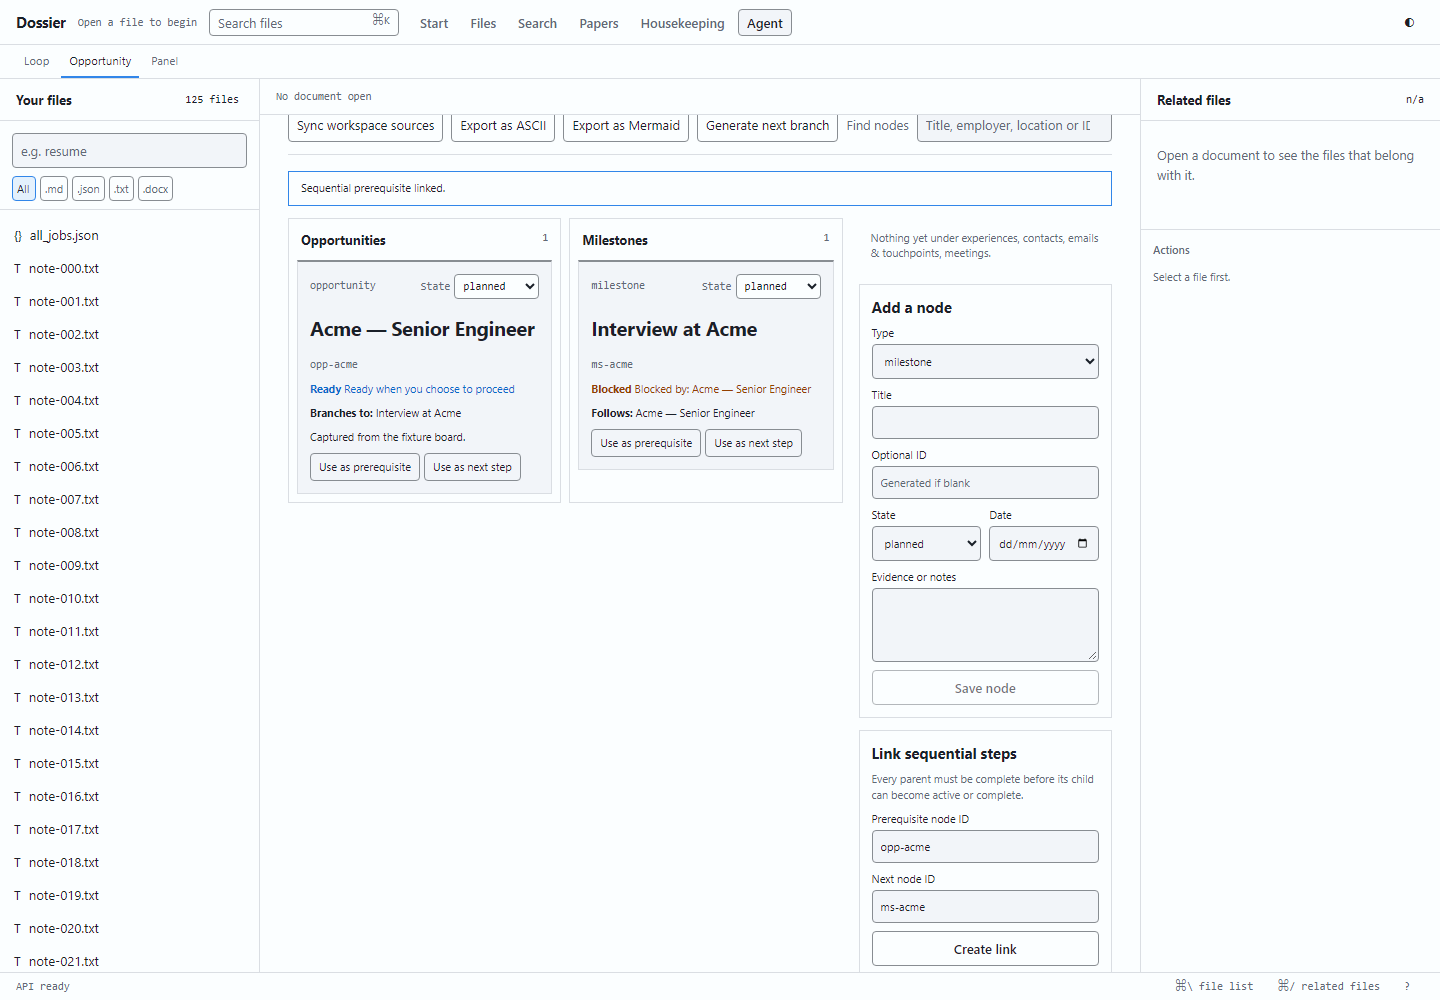 Dossier
Open a file to begin
Search files
⌘K
Start
Files
Search
Papers
Housekeeping
Agent
Loop
Opportunity
Panel
Your files
125 files
e.g. resume
All
.md
.json
.txt
.docx
{} all_jobs.json
T note-000.txt
T note-001.txt
T note-002.txt
T note-003.txt
T note-004.txt
T note-005.txt
T note-006.txt
T note-007.txt
T note-008.txt
T note-009.txt
T note-010.txt
T note-011.txt
T note-012.txt
T note-013.txt
T note-014.txt
T note-015.txt
T note-016.txt
T note-017.txt
T note-018.txt
T note-019.txt
T note-020.txt
T note-021.txt
No document open
Sync workspace sources
Export as ASCII
Export as Mermaid
Generate next branch
Find nodes
Title, employer, location or ID
Sequential prerequisite linked.
Opportunities
1
opportunity
State
planned
Acme — Senior Engineer
opp-acme
Ready Ready when you choose to proceed
Branches to: Interview at Acme
Captured from the fixture board.
Use as prerequisite
Use as next step
Milestones
1
milestone
State
planned
Interview at Acme
ms-acme
Blocked Blocked by: Acme — Senior Engineer
Follows: Acme — Senior Engineer
Use as prerequisite
Use as next step
Nothing yet under experiences, contacts, emails
& touchpoints, meetings.
Add a node
Type
milestone
Title
Optional ID
Generated if blank
State
Date
planned
dd/mm/yyyy
Evidence or notes
Save node
Link sequential steps
Every parent must be complete before its child
can become active or complete.
Prerequisite node ID
opp-acme
Next node ID
ms-acme
Create link
Related files
n/a
Open a document to see the files that belong
with it.
Actions
Select a file first.
API ready
⌘\ file list
⌘/ related files
?